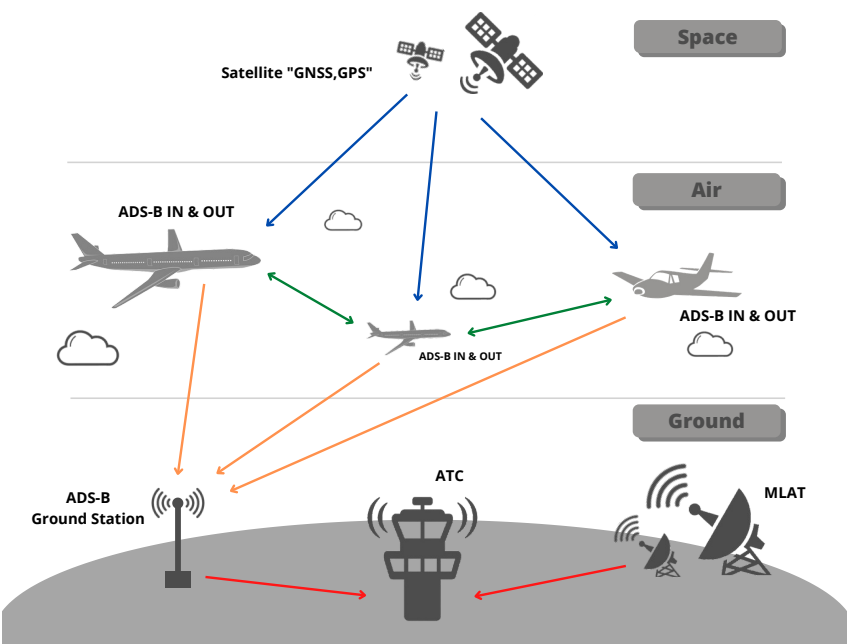 Space
Satellite "GNSS,GPS"
Air
ADS-B IN & OUT
ADS-B IN & OUT
ADS-B IN & OUT
Ground
ATC
MLAT
ADS-B
Ground Station